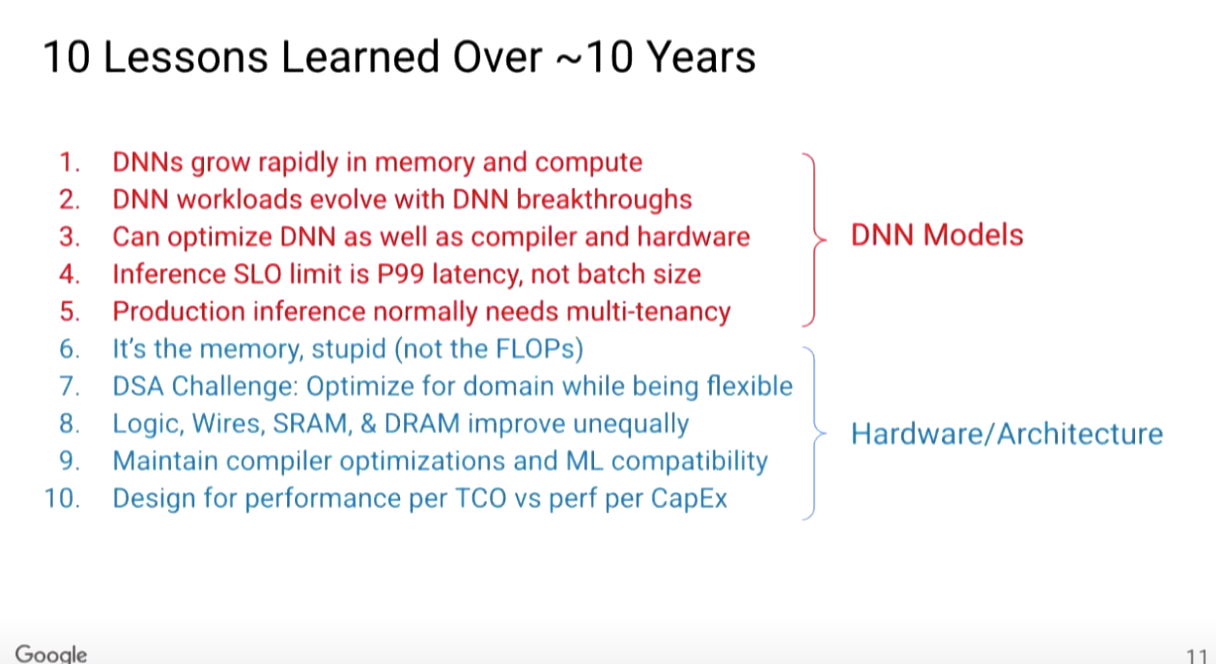 10 Lessons Learned Over ~10 Years
1. DNNs grow rapidly in memory and compute
2. DNN workloads evolve with DNN breakthroughs
3. Can optimize DNN as well as compiler and hardware
4. Inference SLO limit is P99 latency, not batch size
5. Production inference normally needs multi-tenancy
DNN Models
6. It’s the memory, stupid (not the FLOPs)
7. DSA Challenge: Optimize for domain while being flexible
8. Logic, Wires, SRAM, & DRAM improve unequally
9. Maintain compiler optimizations and ML compatibility
10. Design for performance per TCO vs perf per CapEx
Hardware/Architecture
Google
11